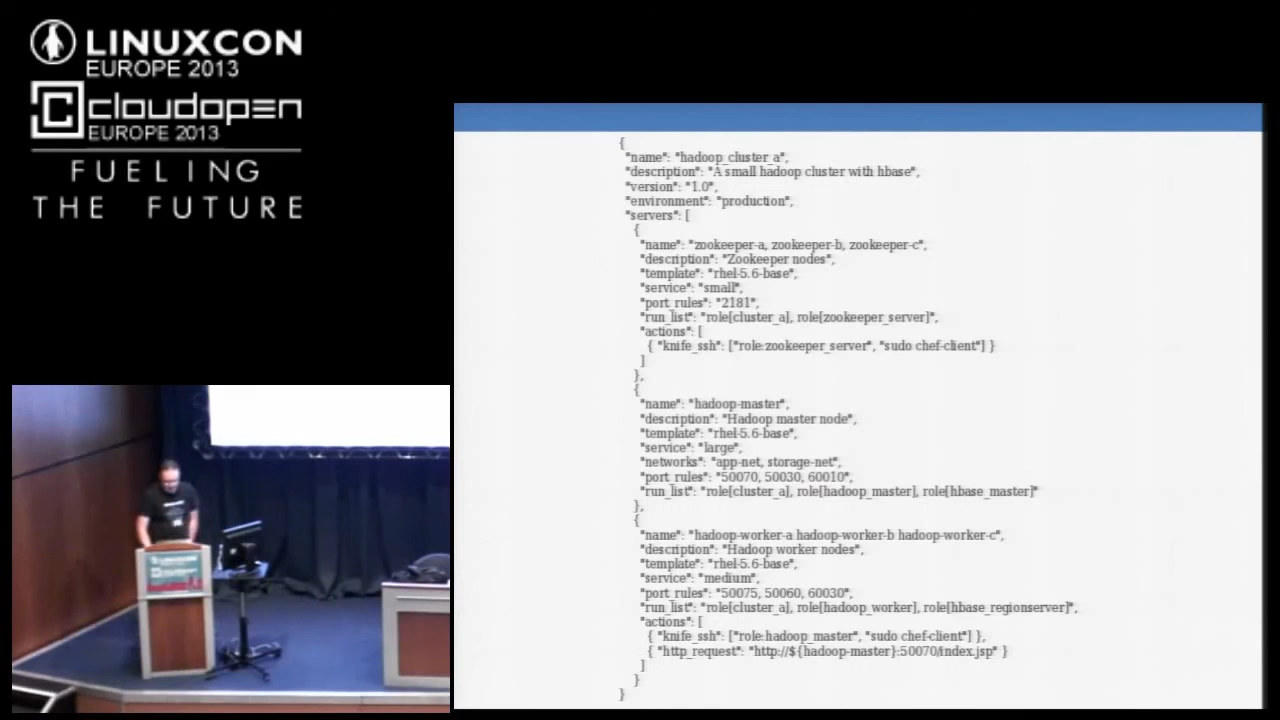 LINUXCON
EUROPE 2013
cloudopen
EUROPE 2013
FUELING
THE FUTURE
{
"name": "hadoop_cluster_a",
"description": "A small hadoop cluster with hbase",
"version": "1.0",
"environment": "production",
"servers": [
{
"name": "zookeeper-a, zookeeper-b, zookeeper-c",
"description": "Zookeeper nodes",
"template": "rhel-5.6-base",
"service": "small",
"port_rules": "2181",
"run_list": "role[cluster_a], role[zookeeper_server]",
"actions": [
{ "knife_ssh": ["role:zookeeper_server", "sudo chef-client"] }
]
},
{
"name": "hadoop-master",
"description": "Hadoop master node",
"template": "rhel-5.6-base",
"service": "large",
"networks": "app-net, storage-net",
"port_rules": "50070, 50030, 60010",
"run_list": "role[cluster_a], role[hadoop_master], role[hbase_master]"
},
{
"name": "hadoop-worker-a hadoop-worker-b hadoop-worker-c",
"description": "Hadoop worker nodes",
"template": "rhel-5.6-base",
"service": "medium",
"port_rules": "50075, 50060, 60030",
"run_list": "role[cluster_a], role[hadoop_worker], role[hbase_regionserver]",
"actions": [
{ "knife_ssh": ["role:hadoop_master", "sudo chef-client"] },
{ "http_request": "http://${hadoop-master}:50070/index.jsp" }
]
}
}
LINUXCON